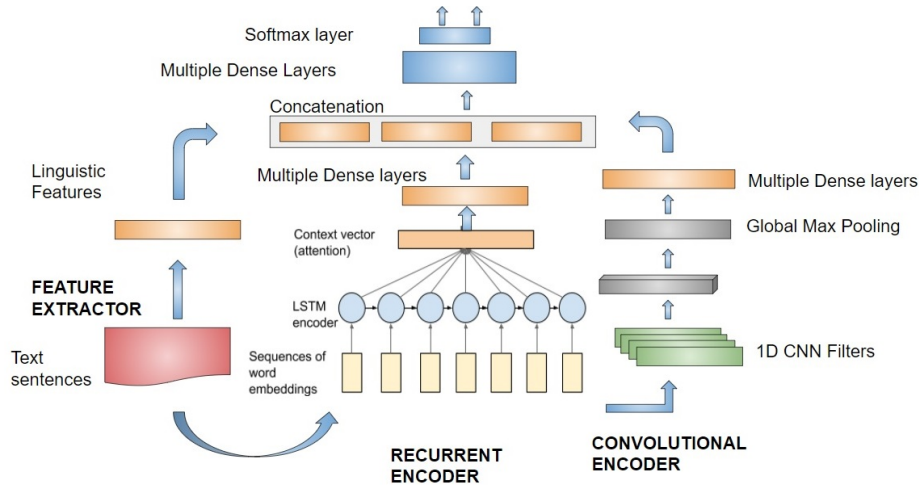 Softmax layer
Multiple Dense Layers
Concatenation
Linguistic
Features
Multiple Dense layers
Multiple Dense layers
Context vector
(attention)
Global Max Pooling
FEATURE
EXTRACTOR
LSTM
encoder
Text
sentences
Sequences of
word
embeddings
1D CNN Filters
RECURRENT
ENCODER
CONVOLUTIONAL
ENCODER